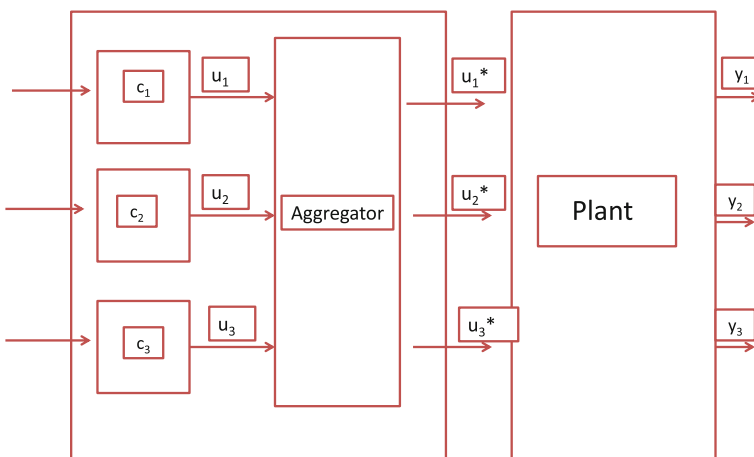 c₁
u₁
u₁*
y₁
c₂
u₂
Aggregator
u₂*
Plant
y₂
c₃
u₃
u₃*
y₃